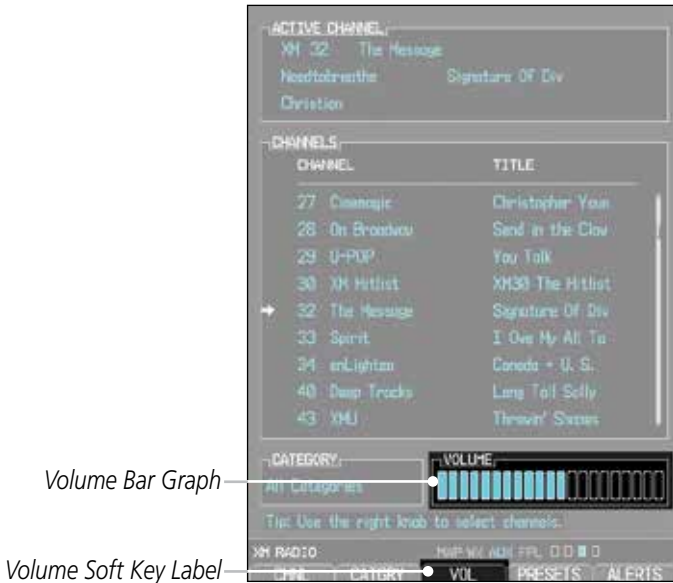 ACTIVE CHANNEL
XM 32 The Message
Needtobreathe Signature Of Div
Christian
CHANNELS
CHANNEL TITLE
27 Cinemagic Christopher Youn
28 On Broadway Send in the Clow
29 U-POP You Talk
30 XM Hitlist XM30 The Hitlist
32 The Message Signature Of Div
33 Spirit I Owe My All To
34 enLighten Canada + U. S.
40 Deep Tracks Long Tall Sally
43 XMU Throwin' Shapes
CATEGORY VOLUME
All Categories
Volume Bar Graph
Tip: Use the right knob to select channels.
XM RADIO MAP WX AUX FPL
CHNL CATGRY VOL PRESETS ALERTS
Volume Soft Key Label